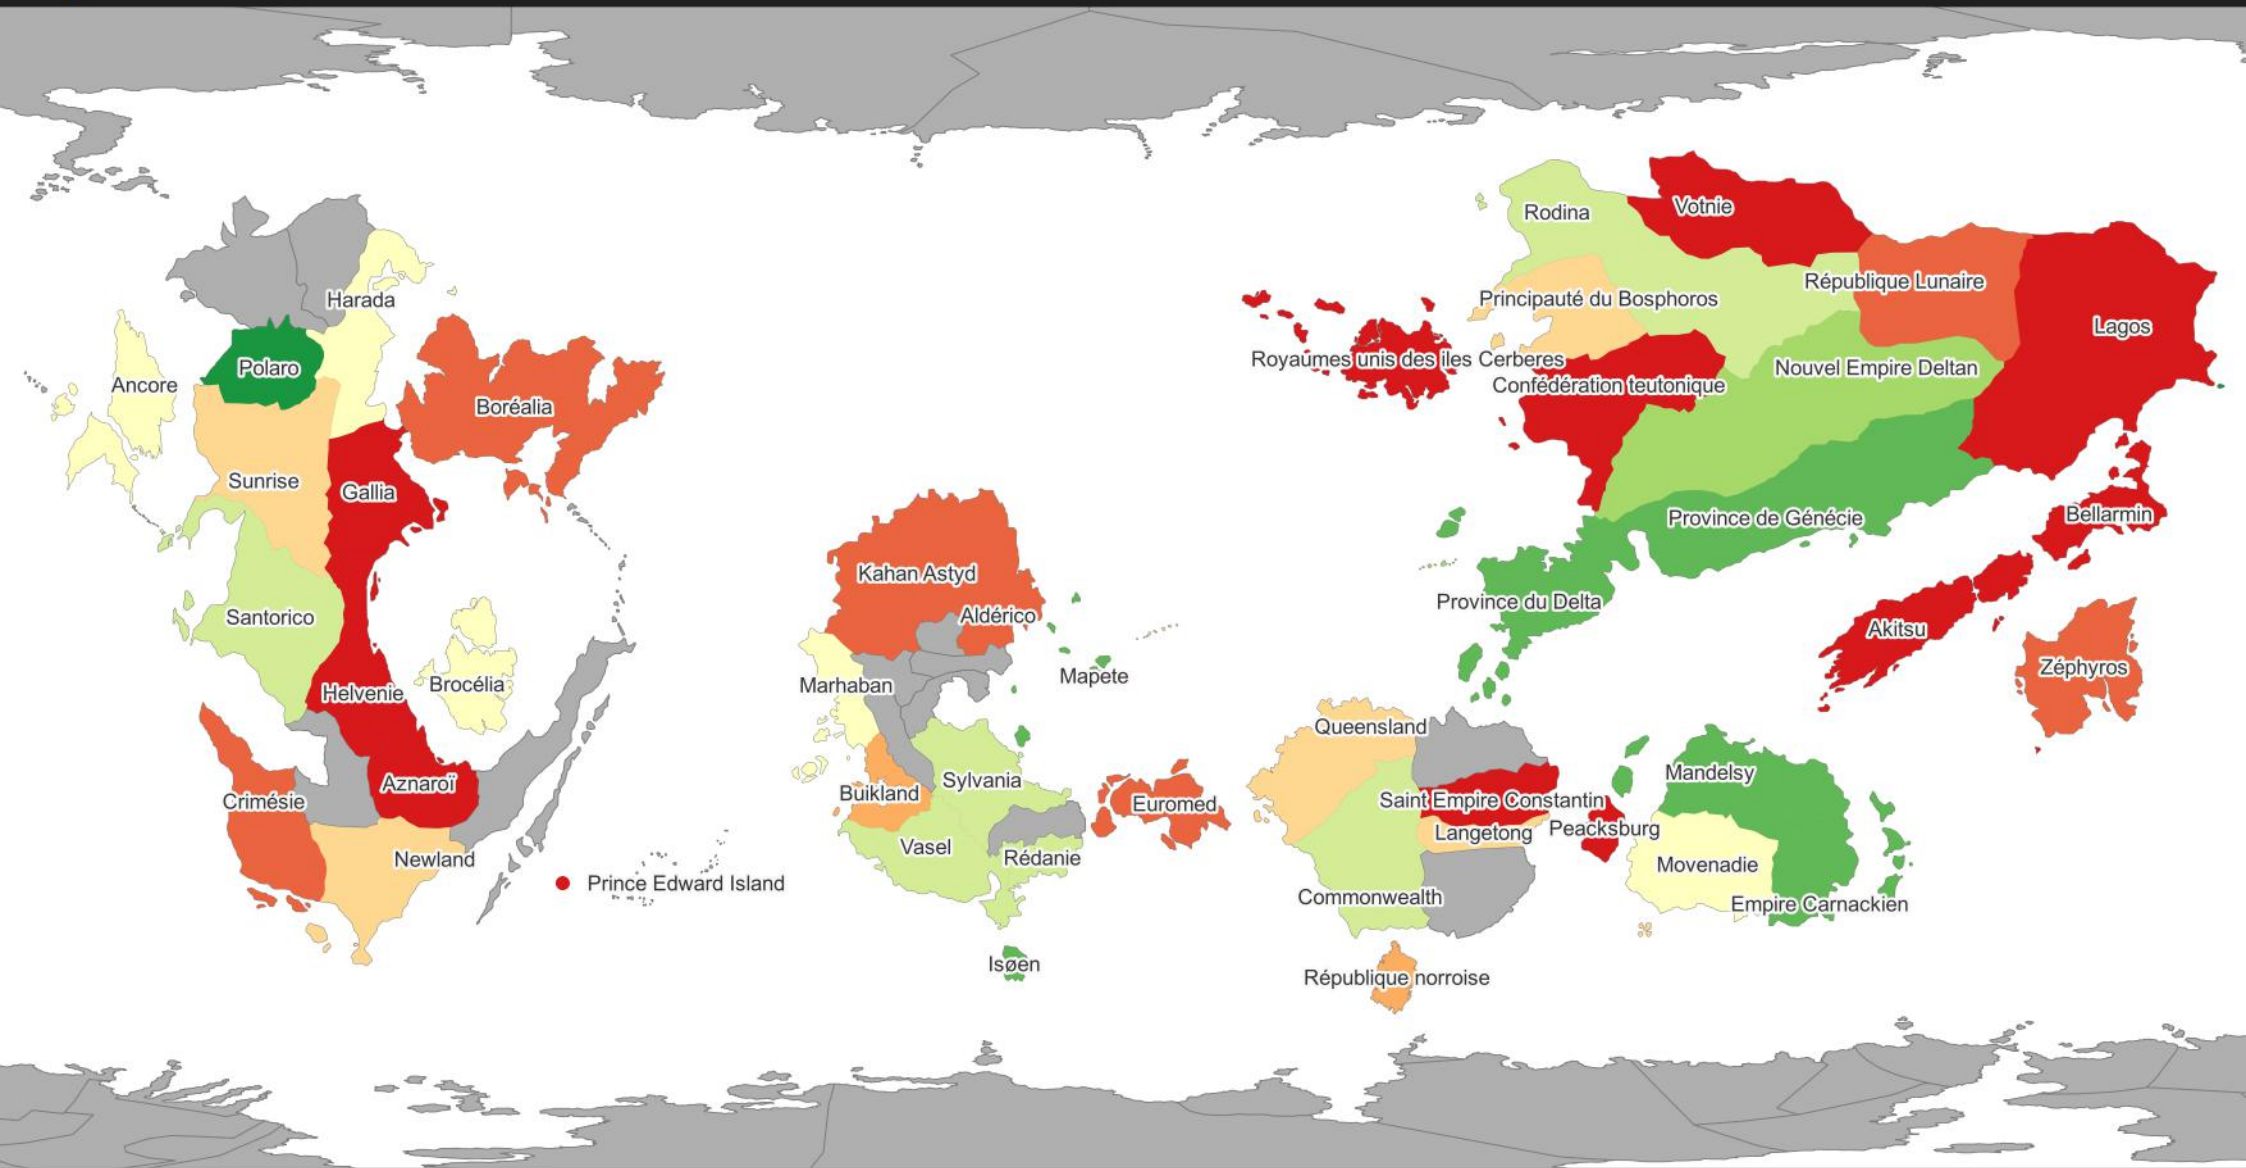 Rodina
Votnie
République Lunaire
Harada
Principauté du Bosphoros
Lagos
Royaumes unis des iles Cerberes
Polaro
Ancore
Nouvel Empire Deltan
Confédération teutonique
Boréalia
Sunrise
Gallia
Bellarmin
Province de Génécie
Kahan Astyd
Province du Delta
Santorico
Aldérico
Akitsu
Mapete
Zéphyros
Marhaban
Brocélia
Helvenie
Queensland
Mandelsy
Sylvania
Aznaroï
Buikland
Crimésie
Euromed
Saint Empire Constantin
Peacksburg
Langetong
Vasel
Rédanie
Newland
Movenadie
Prince Edward Island
Commonwealth
Empire Carnackien
Isøen
République norroise